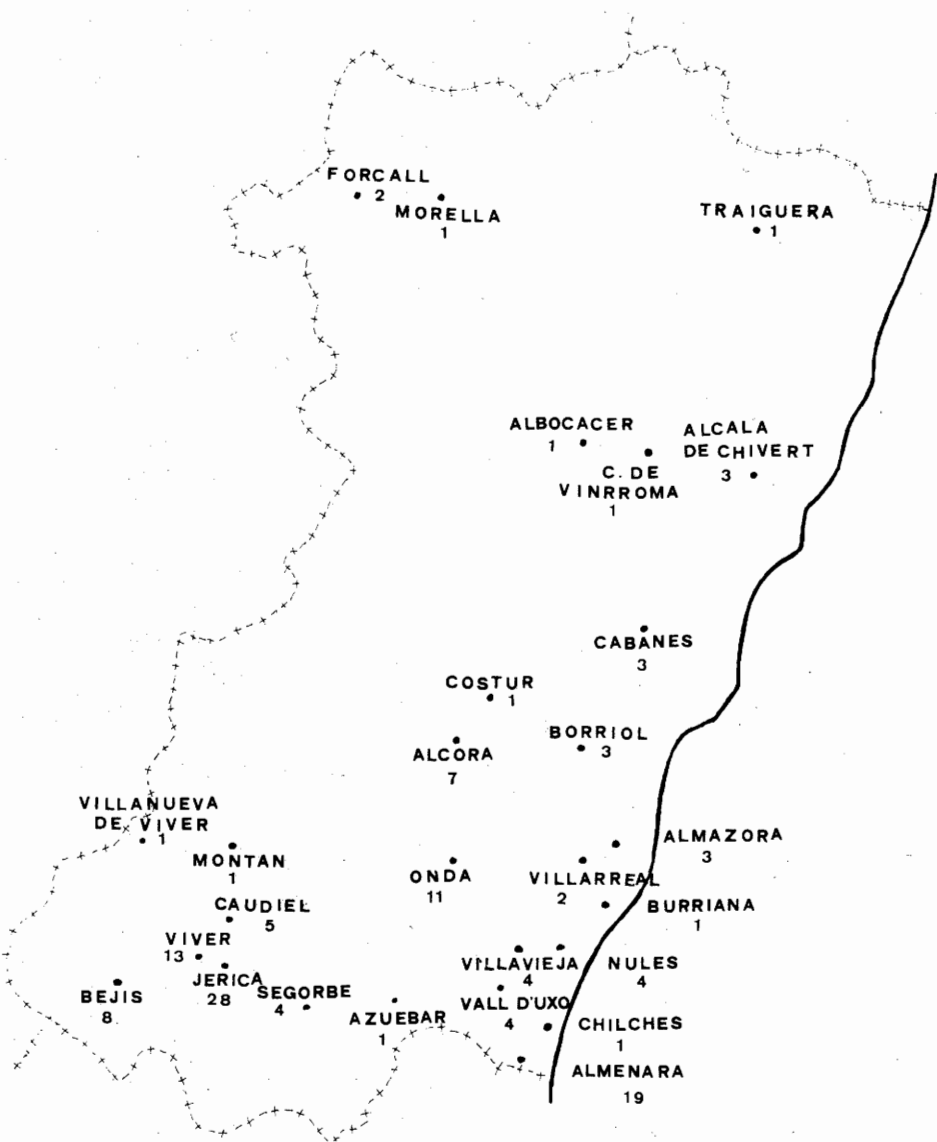 FORCALL
2
MORELLA
1
TRAIGUERA
1
ALBOCACER
1
C. DE
VINRROMA
1
ALCALA
DE CHIVERT
3
CABANES
3
COSTUR
1
BORRIOL
3
ALCORA
7
VILLANUEVA
DE VIVER
1
MONTAN
1
ONDA
11
VILLARREAL
2
ALMAZORA
3
BURRIANA
1
CAUDIEL
5
VIVER
13
JERICA
28
BEJIS
8
SEGORBE
4
AZUEBAR
1
VILLAVIEJA
4
NULES
4
VALL D'UXO
4
CHILCHES
1
ALMENARA
19